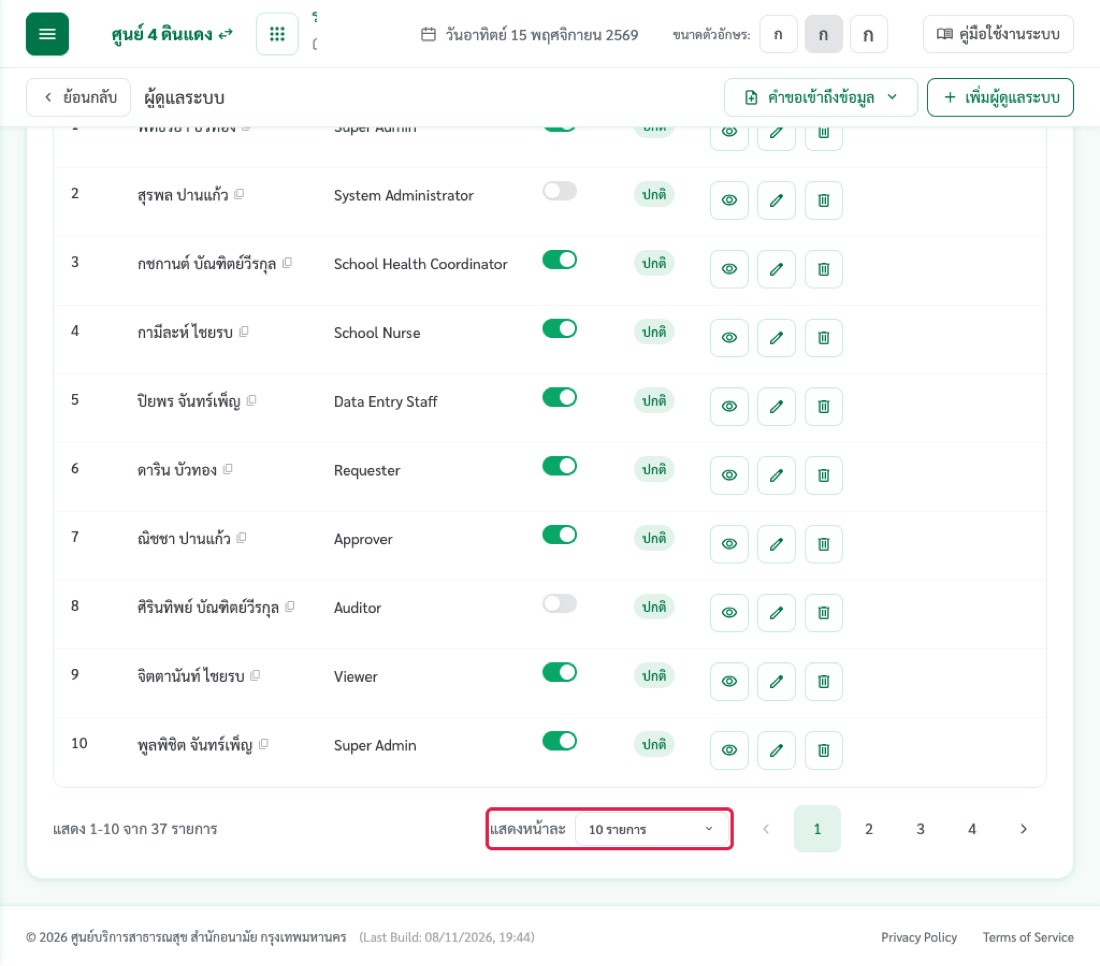 ศูนย์ 4 ดินแดง
วันอาทิตย์ 15 พฤศจิกายน 2569
ขนาดตัวอักษร: ก ก ก
คู่มือใช้งานระบบ
ย้อนกลับ ผู้ดูแลระบบ
คำขอเข้าถึงข้อมูล
เพิ่มผู้ดูแลระบบ
Super Admin ปกติ
2 สุรพล ปานแก้ว System Administrator ปกติ
3 กชกานต์ บัณฑิตย์วีรกุล School Health Coordinator ปกติ
4 กามีละห์ ไชยรบ School Nurse ปกติ
5 ปิยพร จันทร์เพ็ญ Data Entry Staff ปกติ
6 ดาริน บัวทอง Requester ปกติ
7 ณิชชา ปานแก้ว Approver ปกติ
8 ศิรินทิพย์ บัณฑิตย์วีรกุล Auditor ปกติ
9 จิตตานันท์ ไชยรบ Viewer ปกติ
10 พูลพิชิต จันทร์เพ็ญ Super Admin ปกติ
แสดง 1-10 จาก 37 รายการ แสดงหน้าละ 10 รายการ 1 2 3 4
© 2026 ศูนย์บริการสาธารณสุข สำนักอนามัย กรุงเทพมหานคร (Last Build: 08/11/2026, 19:44) Privacy Policy Terms of Service